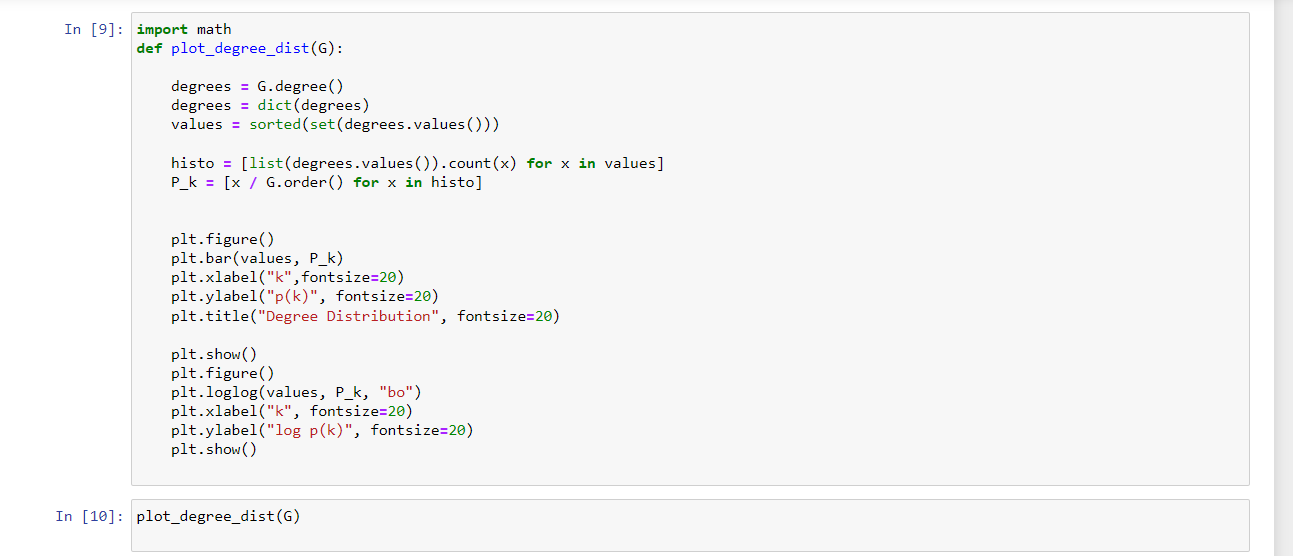 In [9]: import math
def plot_degree_dist(G):
    degrees = G.degree()
    degrees = dict(degrees)
    values = sorted(set(degrees.values()))
    histo = [list(degrees.values()).count(x) for x in values]
    P_k = [x / G.order() for x in histo]
    plt.figure()
    plt.bar(values, P_k)
    plt.xlabel("k",fontsize=20)
    plt.ylabel("p(k)", fontsize=20)
    plt.title("Degree Distribution", fontsize=20)
    plt.show()
    plt.figure()
    plt.loglog(values, P_k, "bo")
    plt.xlabel("k", fontsize=20)
    plt.ylabel("log p(k)", fontsize=20)
    plt.show()
In [10]: plot_degree_dist(G)